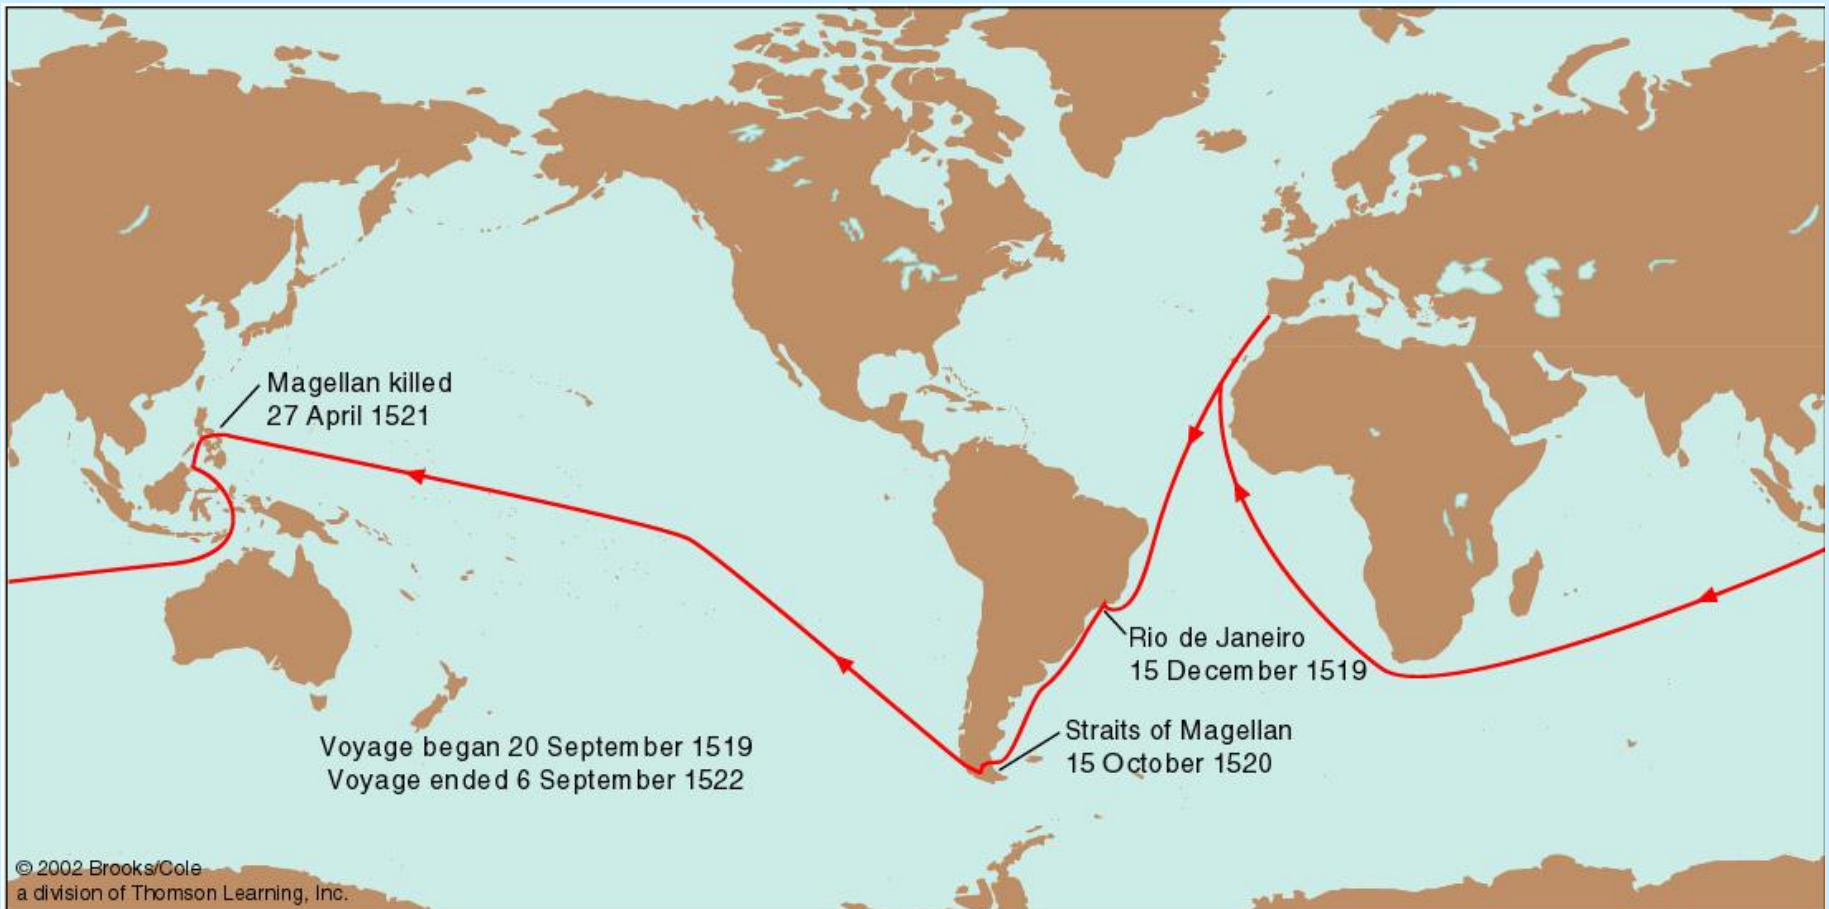 Magellan killed
27 April 1521
Rio de Janeiro
15 December 1519
Straits of Magellan
15 October 1520
Voyage began 20 September 1519
Voyage ended 6 September 1522
© 2002 Brooks/Cole
a division of Thomson Learning, Inc.